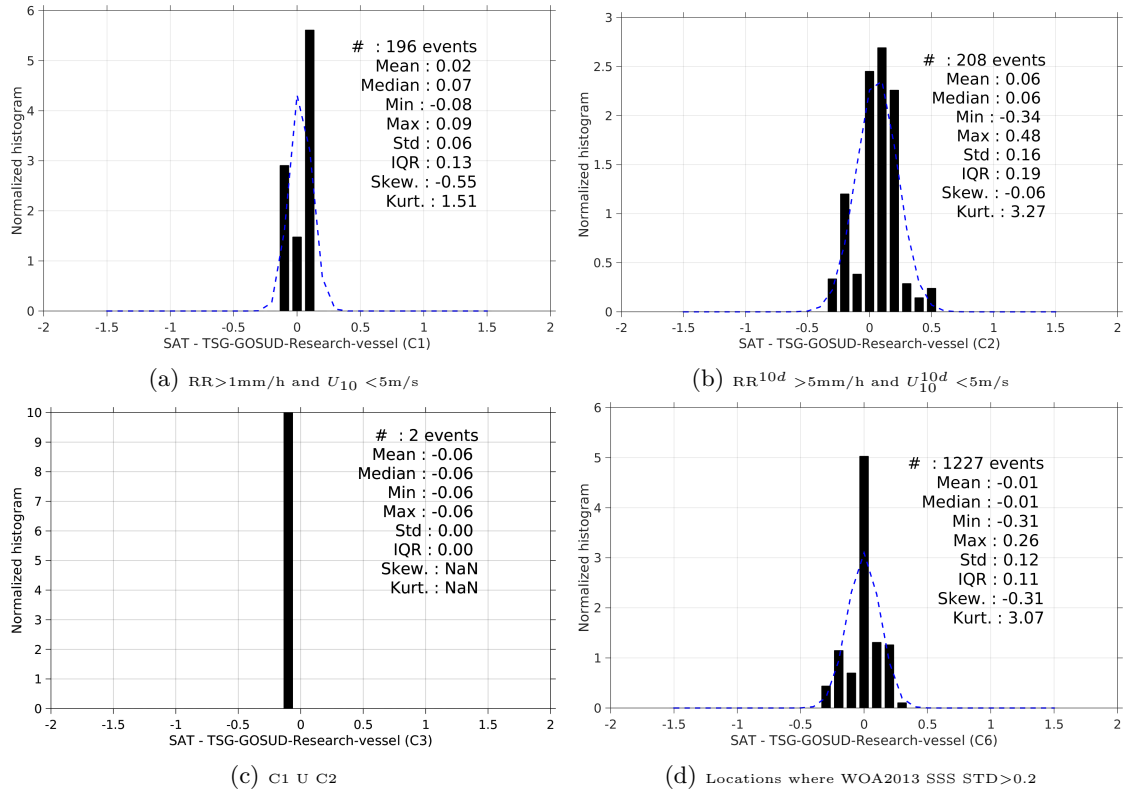 6
5
4
3
2
1
0
-2
-1.5
-1
-0.5
0
0.5
1
1.5
2
Normalized histogram
# : 196 events
Mean : 0.02
Median : 0.07
Min : -0.08
Max : 0.09
Std : 0.06
IQR : 0.13
Skew. : -0.55
Kurt. : 1.51
SAT - TSG-GOSUD-Research-vessel (C1)
(a) RR>1mm/h and U10 <5m/s
3
2.5
2
1.5
1
0.5
0
-2
-1.5
-1
-0.5
0
0.5
1
1.5
2
Normalized histogram
# : 208 events
Mean : 0.06
Median : 0.06
Min : -0.34
Max : 0.48
Std : 0.16
IQR : 0.19
Skew. : -0.06
Kurt. : 3.27
SAT - TSG-GOSUD-Research-vessel (C2)
(b) RR^10d >5mm/h and U10^10d <5m/s
10
9
8
7
6
5
4
3
2
1
0
-2
-1.5
-1
-0.5
0
0.5
1
1.5
2
Normalized histogram
# : 2 events
Mean : -0.06
Median : -0.06
Min : -0.06
Max : -0.06
Std : 0.00
IQR : 0.00
Skew. : NaN
Kurt. : NaN
SAT - TSG-GOSUD-Research-vessel (C3)
(c) C1 U C2
6
5
4
3
2
1
0
-2
-1.5
-1
-0.5
0
0.5
1
1.5
2
Normalized histogram
# : 1227 events
Mean : -0.01
Median : -0.01
Min : -0.31
Max : 0.26
Std : 0.12
IQR : 0.11
Skew. : -0.31
Kurt. : 3.07
SAT - TSG-GOSUD-Research-vessel (C6)
(d) Locations where WOA2013 SSS STD>0.2